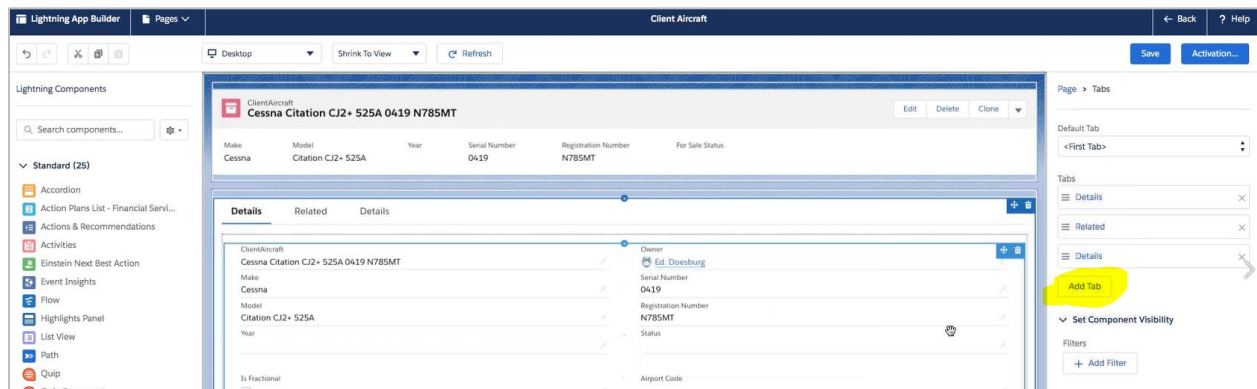 Lightning App Builder
Pages
Client Aircraft
Back
? Help
Desktop
Shrink To View
Refresh
Save
Activation...
Lightning Components
Search components...
Standard (25)
Accordion
Action Plans List - Financial Servi...
Actions & Recommendations
Activities
Einstein Next Best Action
Event Insights
Flow
Highlights Panel
List View
Path
Quip
ClientAircraft
Cessna Citation CJ2+ 525A 0419 N785MT
Edit Delete Clone
Make Model Year Serial Number Registration Number For Sale Status
Cessna Citation CJ2+ 525A 0419 N785MT
Details Related Details
ClientAircraft
Cessna Citation CJ2+ 525A 0419 N785MT
Make
Cessna
Model
Citation CJ2+ 525A
Year
Is Fractional
Owner
Ed. Doesburg
Serial Number
0419
Registration Number
N785MT
Status
Airport Code
Page > Tabs
Default Tab
<First Tab>
Tabs
Details
Related
Details
Add Tab
Set Component Visibility
Filters
+ Add Filter